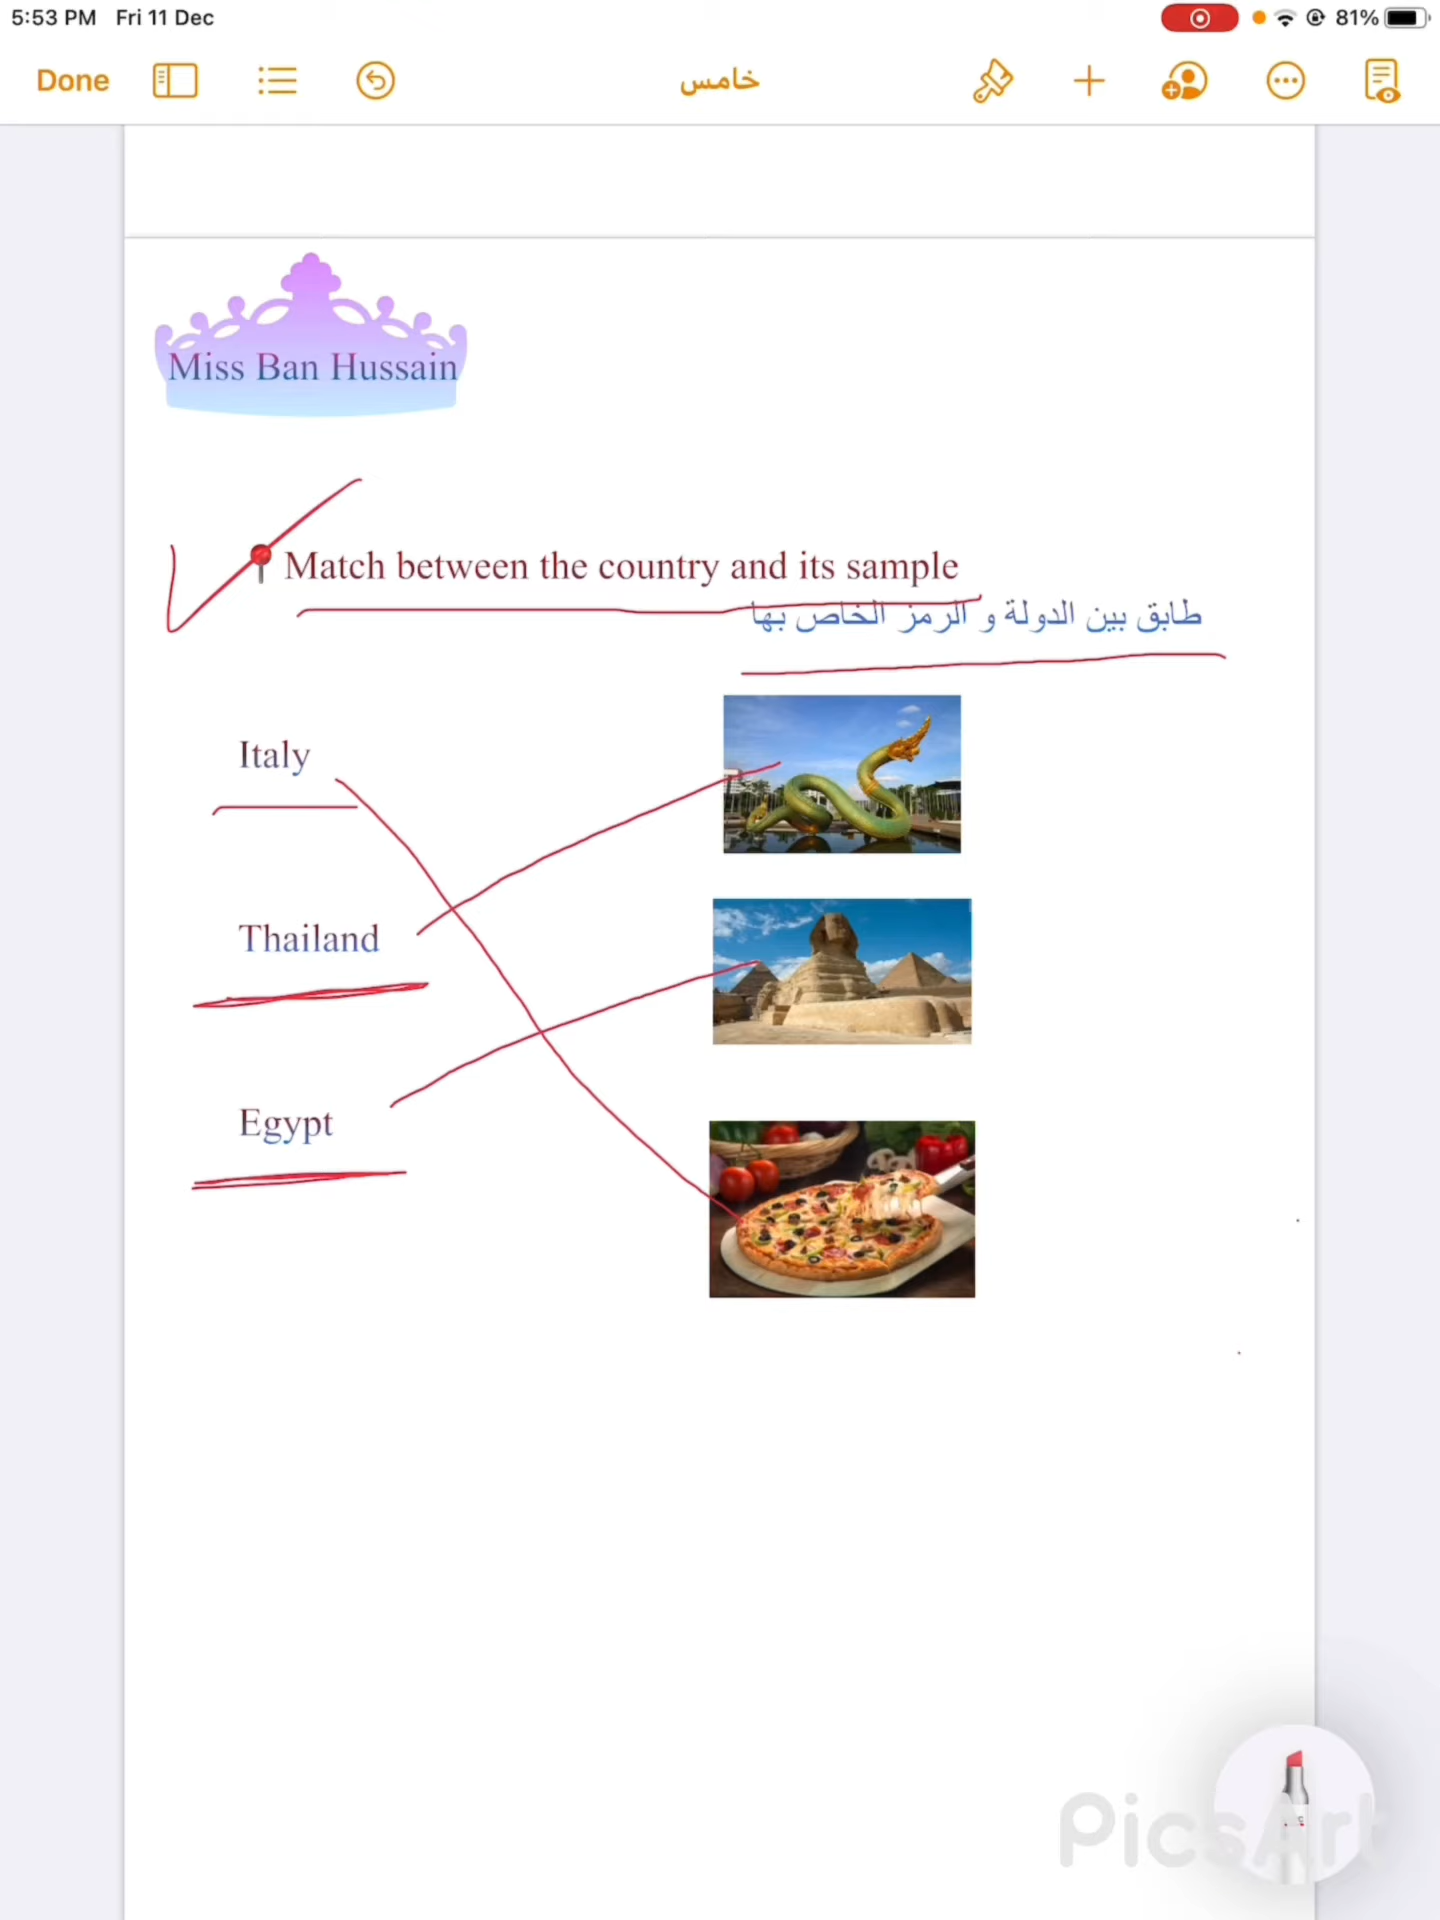 5:53 PM Fri 11 Dec 81%
Done خامس
Miss Ban Hussain
Match between the country and its sample
طابق بين الدولة و الرمز الخاص بها
Italy
Thailand
Egypt
PicsArt